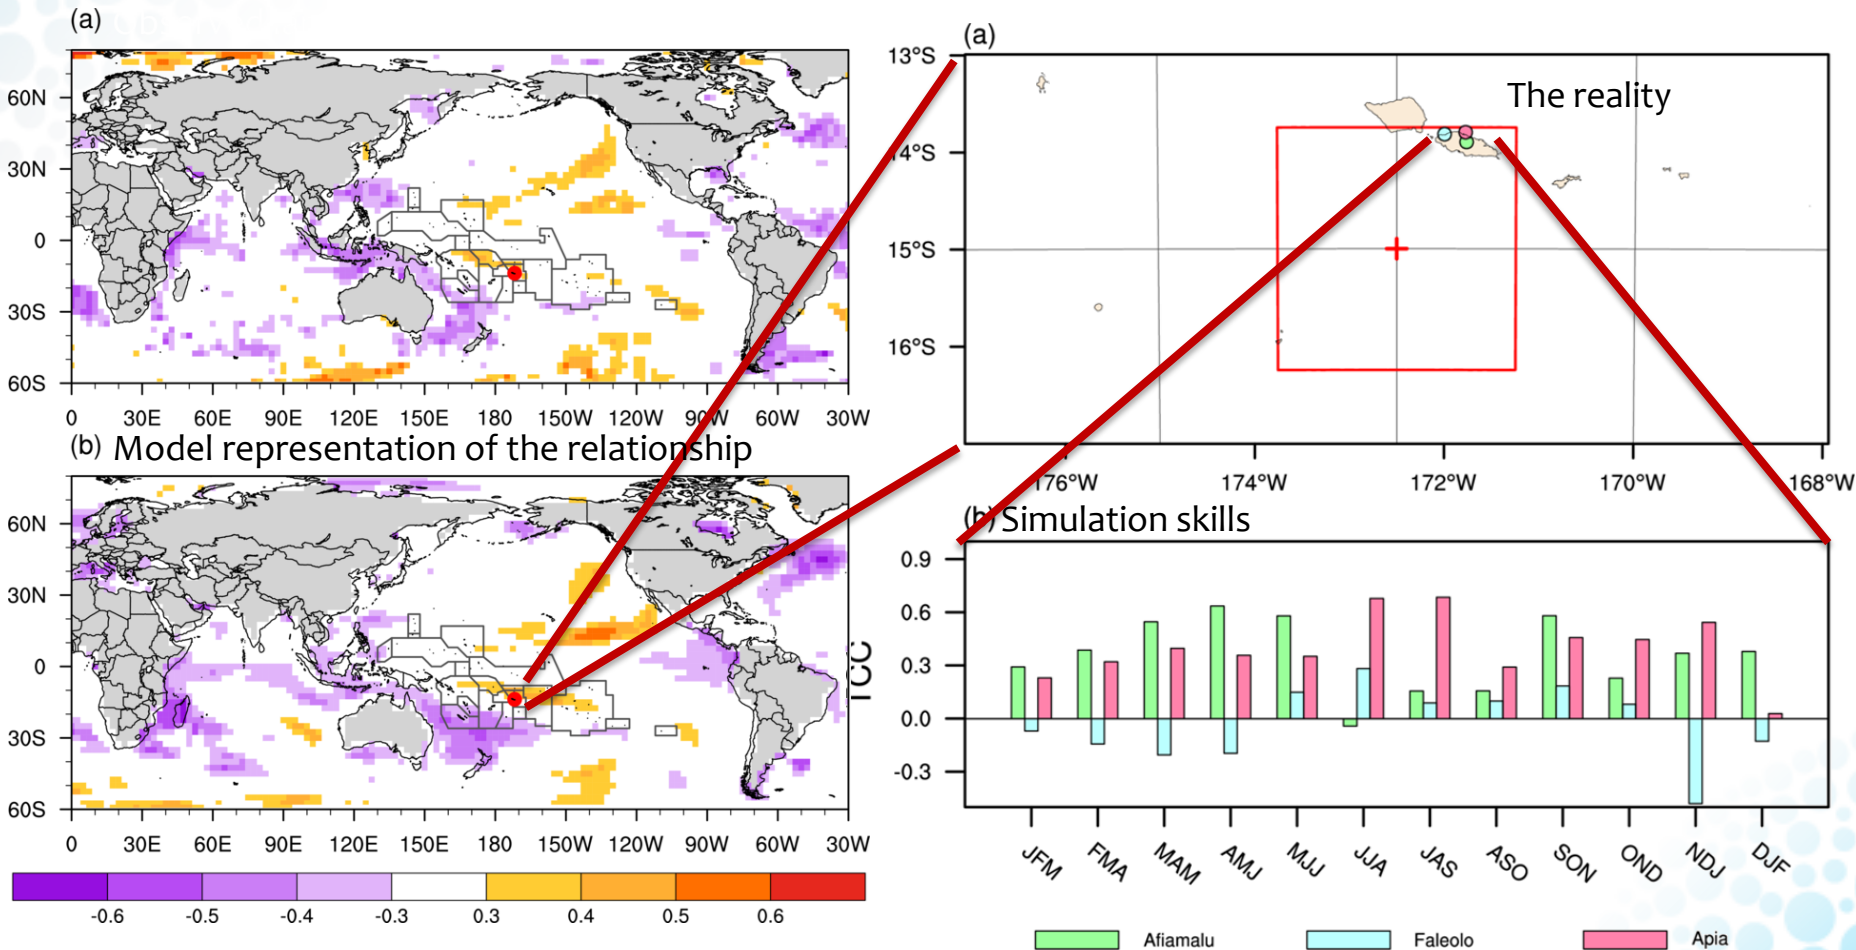 (a)
60N
30N
0
30S
60S
0 30E 60E 90E 120E 150E 180 150W 120W 90W 60W 30W
(b) Model representation of the relationship
60N
30N
0
30S
60S
0 30E 60E 90E 120E 150E 180 150W 120W 90W 60W 30W
-0.6 -0.5 -0.4 -0.3 0.3 0.4 0.5 0.6
(a)
The reality
13°S
14°S
15°S
16°S
176°W 174°W 172°W 170°W 168°W
(b) Simulation skills
TCC
0.9
0.6
0.3
0.0
-0.3
JFM FMA MAM AMJ MJJ JJA JAS ASO SON OND NDJ DJF
Afiamalu Faleolo Apia